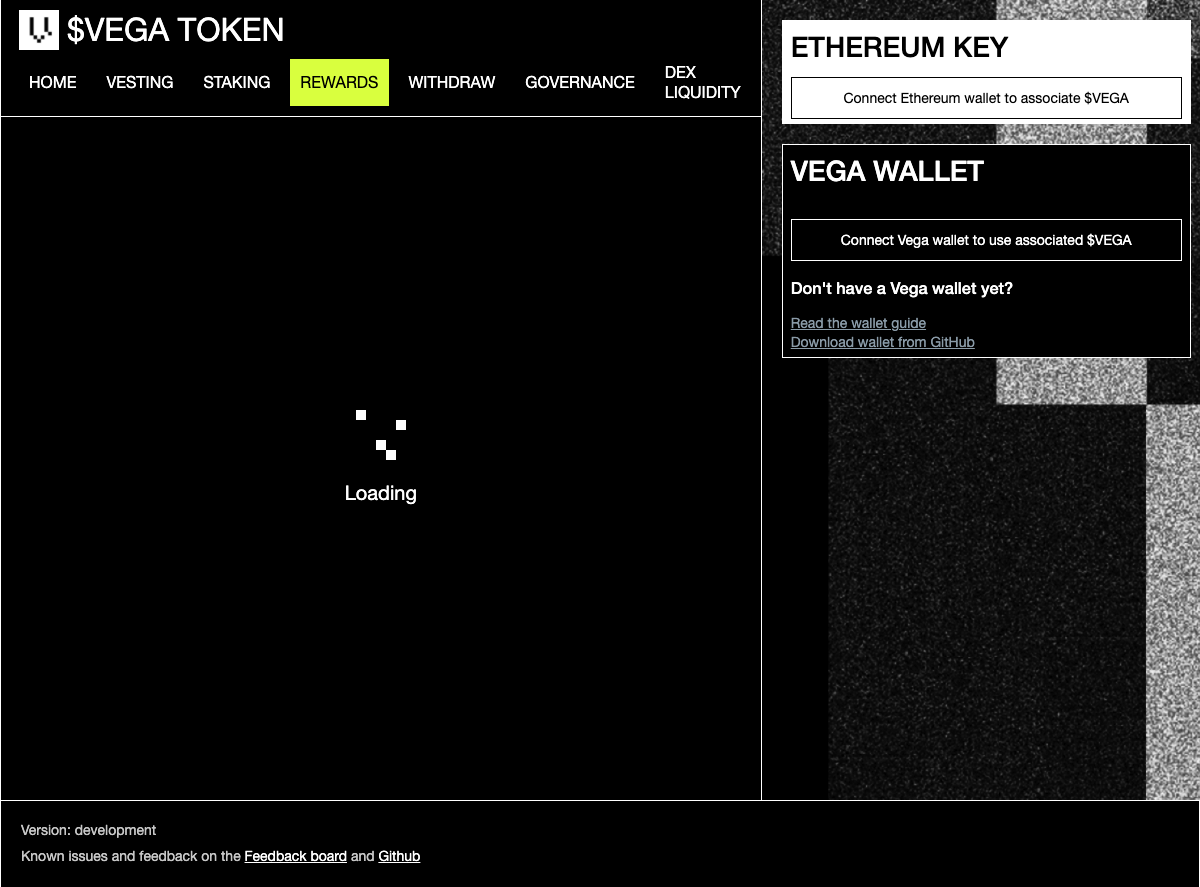 $VEGA TOKEN
HOME
VESTING
STAKING
REWARDS
WITHDRAW
GOVERNANCE
DEX
LIQUIDITY
ETHEREUM KEY
Connect Ethereum wallet to associate $VEGA
VEGA WALLET
Connect Vega wallet to use associated $VEGA
Don't have a Vega wallet yet?
Read the wallet guide
Download wallet from GitHub
Loading
Version: development
Known issues and feedback on the Feedback board and Github